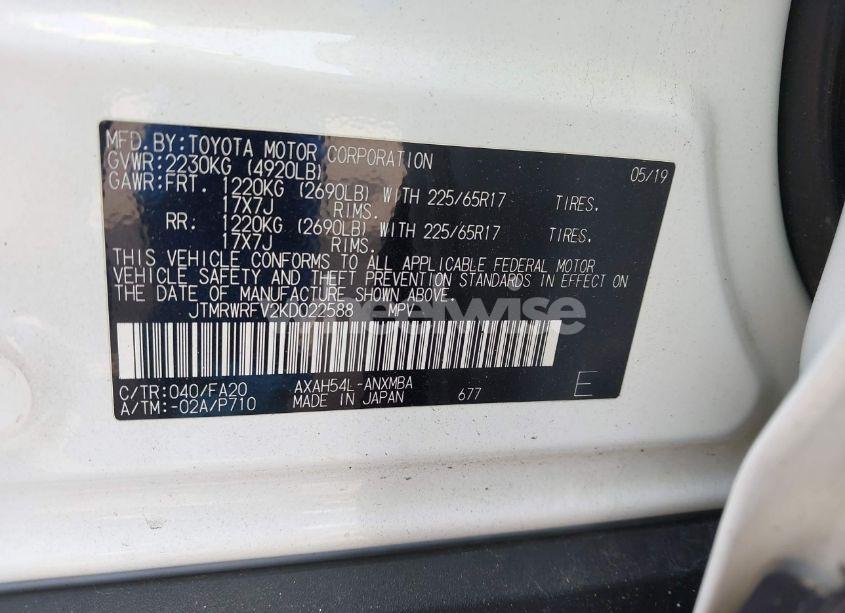 MFD. BY: TOYOTA MOTOR CORPORATION 05/19
GVWR: 2230KG (4920LB)
GAWR: FRT. 1220KG (2690LB) WITH 225/65R17 TIRES.
17X7J RIMS.
RR: 1220KG (2690LB) WITH 225/65R17 TIRES.
17X7J RIMS.
THIS VEHICLE CONFORMS TO ALL APPLICABLE FEDERAL MOTOR
VEHICLE SAFETY AND THEFT PREVENTION STANDARDS IN EFFECT ON
THE DATE OF MANUFACTURE SHOWN ABOVE.
JTMRWRFV2KD022588 MPV
C/TR: 040/FA20 AXAH54L-ANXMBA E
A/TM: -02A/P710 MADE IN JAPAN 677